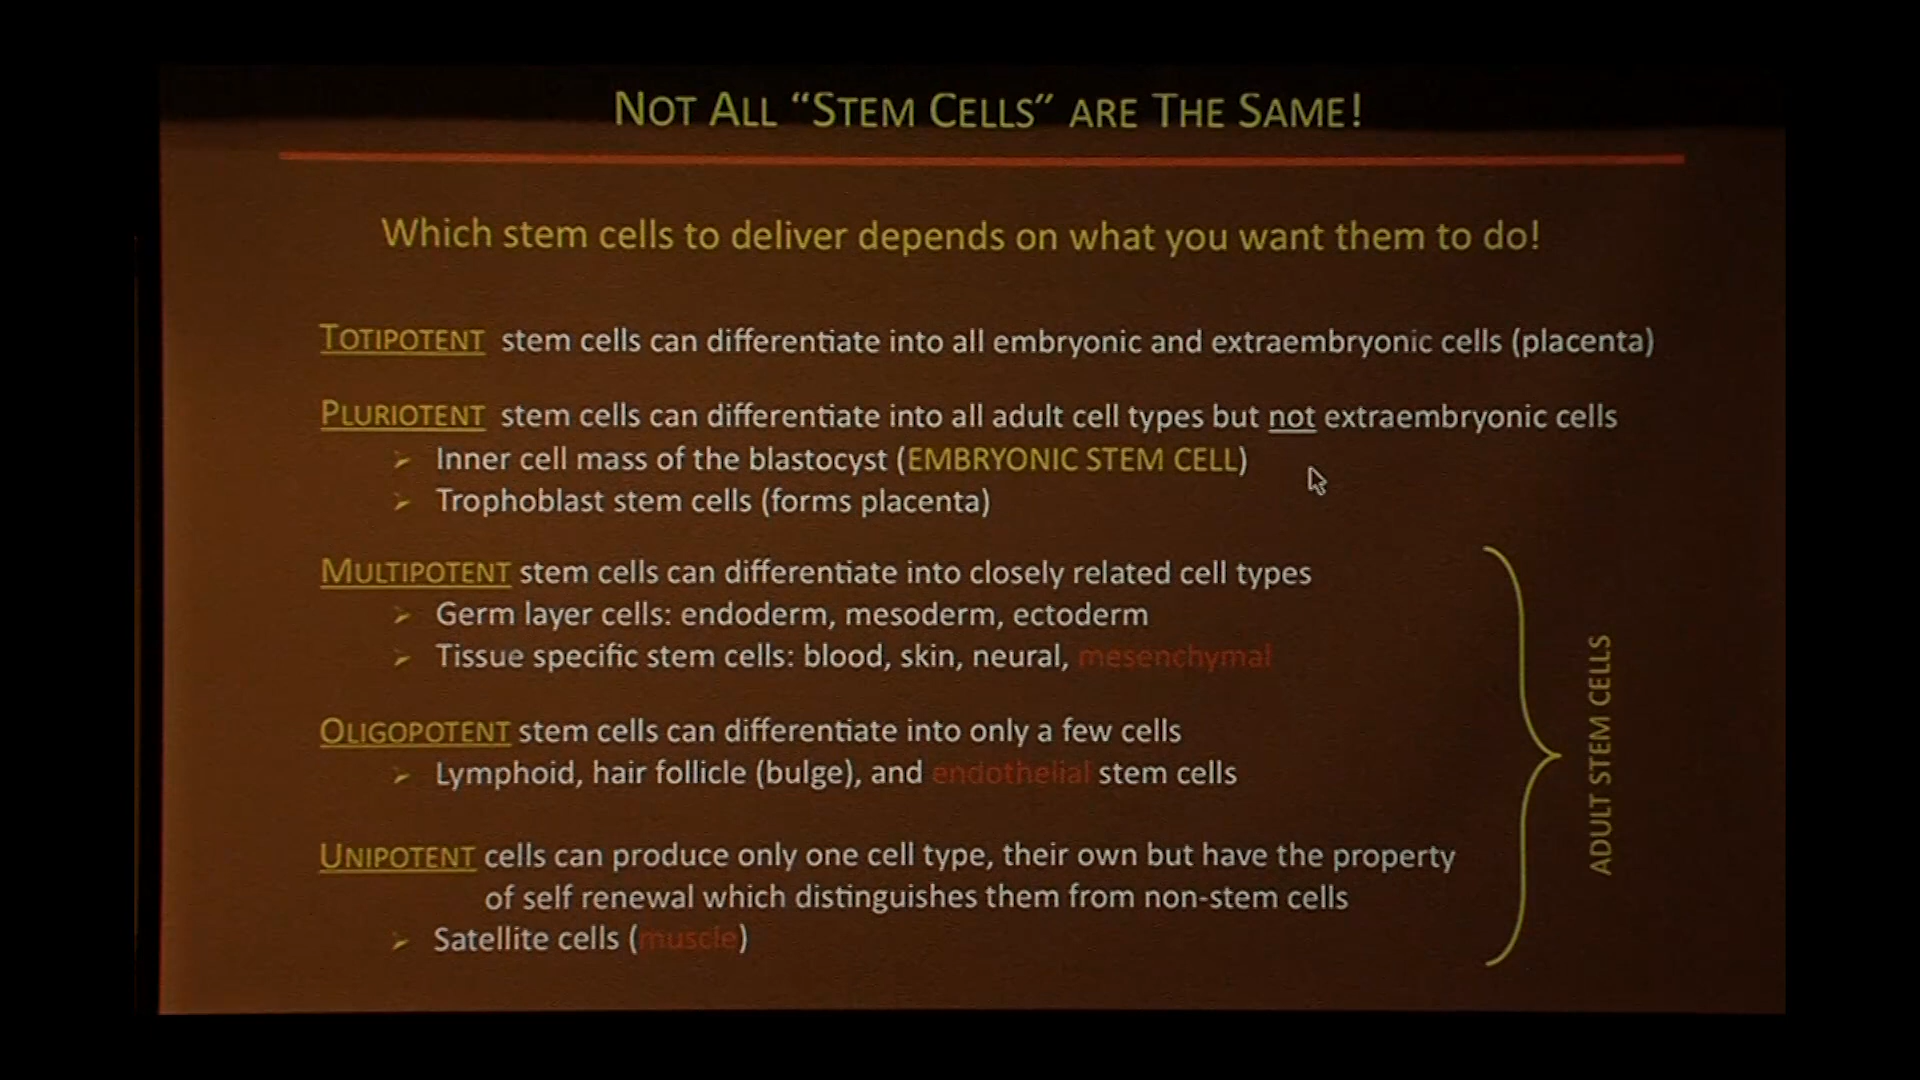 NOT ALL “STEM CELLS” ARE THE SAME!
Which stem cells to deliver depends on what you want them to do!
TOTIPOTENT stem cells can differentiate into all embryonic and extraembryonic cells (placenta)
PLURIOTENT stem cells can differentiate into all adult cell types but not extraembryonic cells
➢ Inner cell mass of the blastocyst (EMBRYONIC STEM CELL)
➢ Trophoblast stem cells (forms placenta)
MULTIPOTENT stem cells can differentiate into closely related cell types
➢ Germ layer cells: endoderm, mesoderm, ectoderm
➢ Tissue specific stem cells: blood, skin, neural, mesenchymal
OLIGOPOTENT stem cells can differentiate into only a few cells
➢ Lymphoid, hair follicle (bulge), and endothelial stem cells
UNIPOTENT cells can produce only one cell type, their own but have the property
of self renewal which distinguishes them from non-stem cells
➢ Satellite cells (muscle)
ADULT STEM CELLS